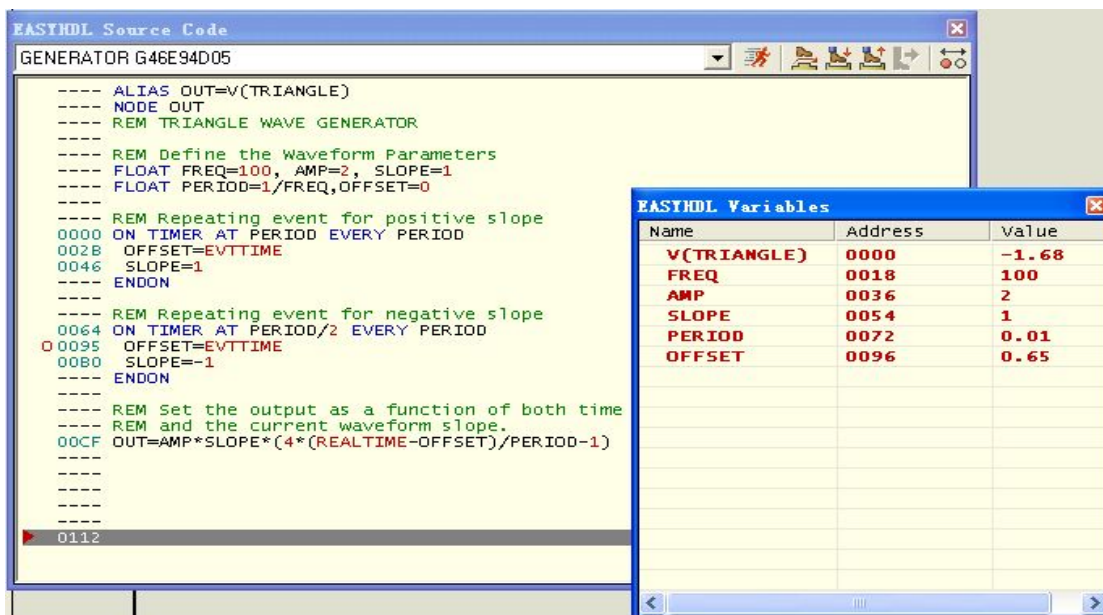 EASYHDL Source Code
GENERATOR G46E94D05
---- ALIAS OUT=V(TRIANGLE)
---- NODE OUT
---- REM TRIANGLE WAVE GENERATOR
----
---- REM Define the Waveform Parameters
---- FLOAT FREQ=100, AMP=2, SLOPE=1
---- FLOAT PERIOD=1/FREQ,OFFSET=0
----
---- REM Repeating event for positive slope
0000 ON TIMER AT PERIOD EVERY PERIOD
002B OFFSET=EVTTIME
0046 SLOPE=1
---- ENDON
----
---- REM Repeating event for negative slope
0064 ON TIMER AT PERIOD/2 EVERY PERIOD
0095 OFFSET=EVTTIME
00B0 SLOPE=-1
---- ENDON
----
---- REM Set the output as a function of both time
---- REM and the current waveform slope.
00CF OUT=AMP*SLOPE*(4*(REALTIME-OFFSET)/PERIOD-1)
----
----
----
----
----
0112
EASYHDL Variables
Name Address Value
V(TRIANGLE) 0000 -1.68
FREQ 0018 100
AMP 0036 2
SLOPE 0054 1
PERIOD 0072 0.01
OFFSET 0096 0.65